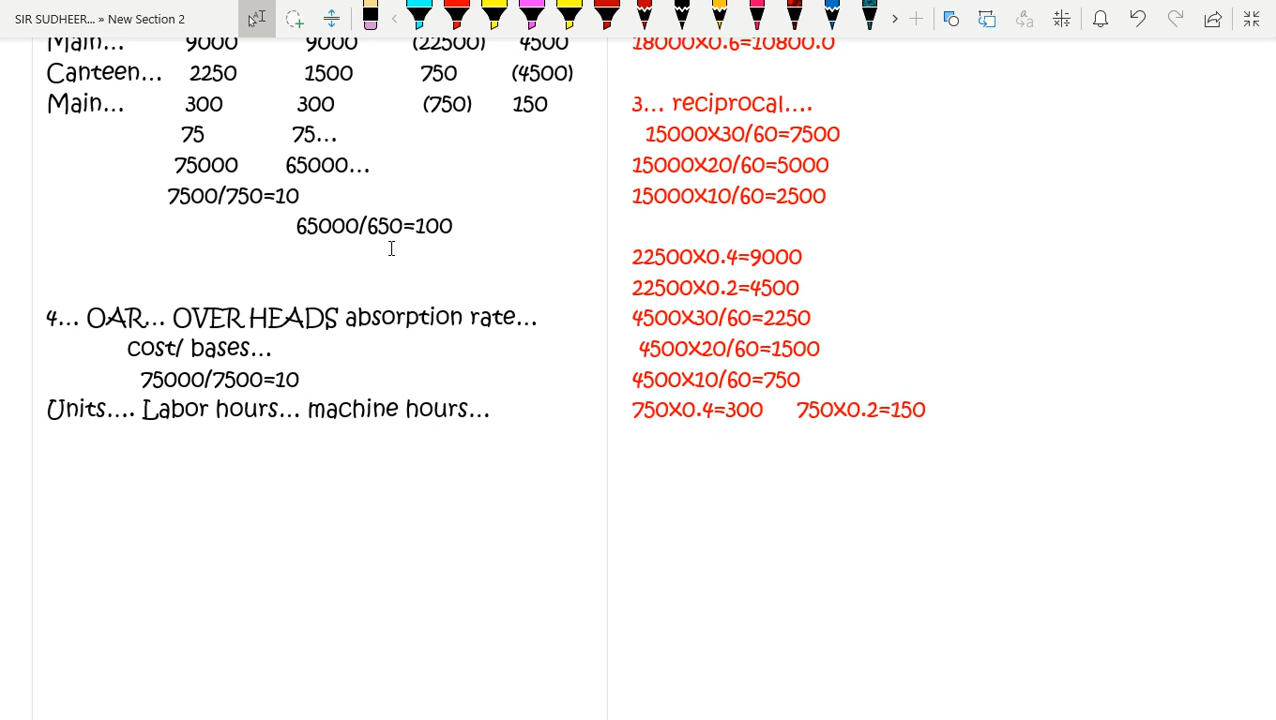 SIR SUDHEER... » New Section 2
Main... 9000 9000 (22500) 4500
Canteen... 2250 1500 750 (4500)
Main... 300 300 (750) 150
75 75...
75000 65000...
7500/750=10
65000/650=100
4... OAR... OVER HEADS absorption rate...
cost/ bases...
75000/7500=10
Units.... Labor hours... machine hours...
18000X0.6=10800.0
3... reciprocal....
15000X30/60=7500
15000X20/60=5000
15000X10/60=2500
22500X0.4=9000
22500X0.2=4500
4500X30/60=2250
4500X20/60=1500
4500X10/60=750
750X0.4=300 750X0.2=150